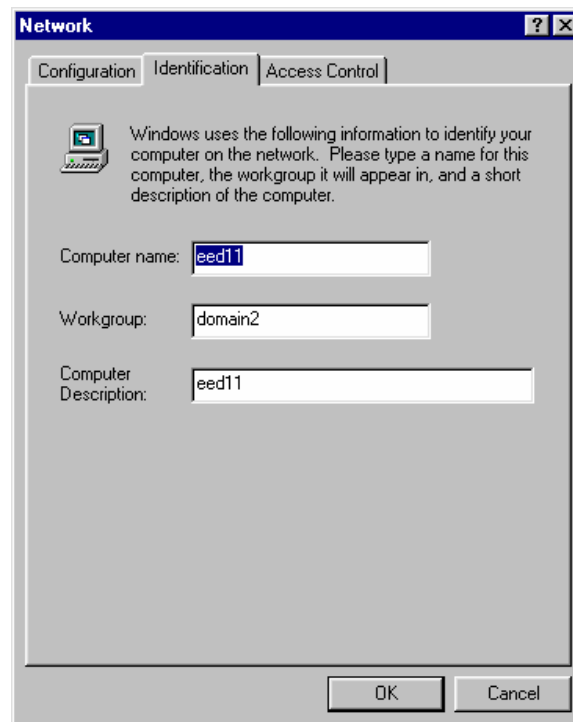 Network
Configuration Identification Access Control
Windows uses the following information to identify your
computer on the network. Please type a name for this
computer, the workgroup it will appear in, and a short
description of the computer.
Computer name: eed11
Workgroup: domain2
Computer
Description: eed11
OK Cancel